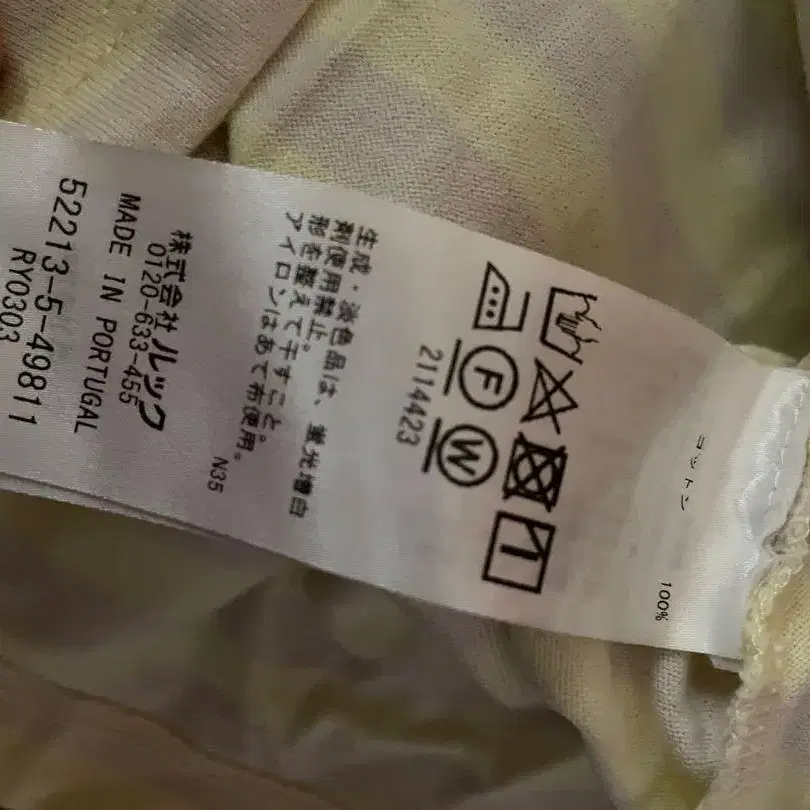 コットン 100%
F W
2114423
生成・淡色品は、蛍光増白
剤使用禁止。
形を整えて干すこと。
アイロンはあて布使用。
N35
株式会社ルック
0120-633-455
MADE IN PORTUGAL
52213-5-49811
RY0303